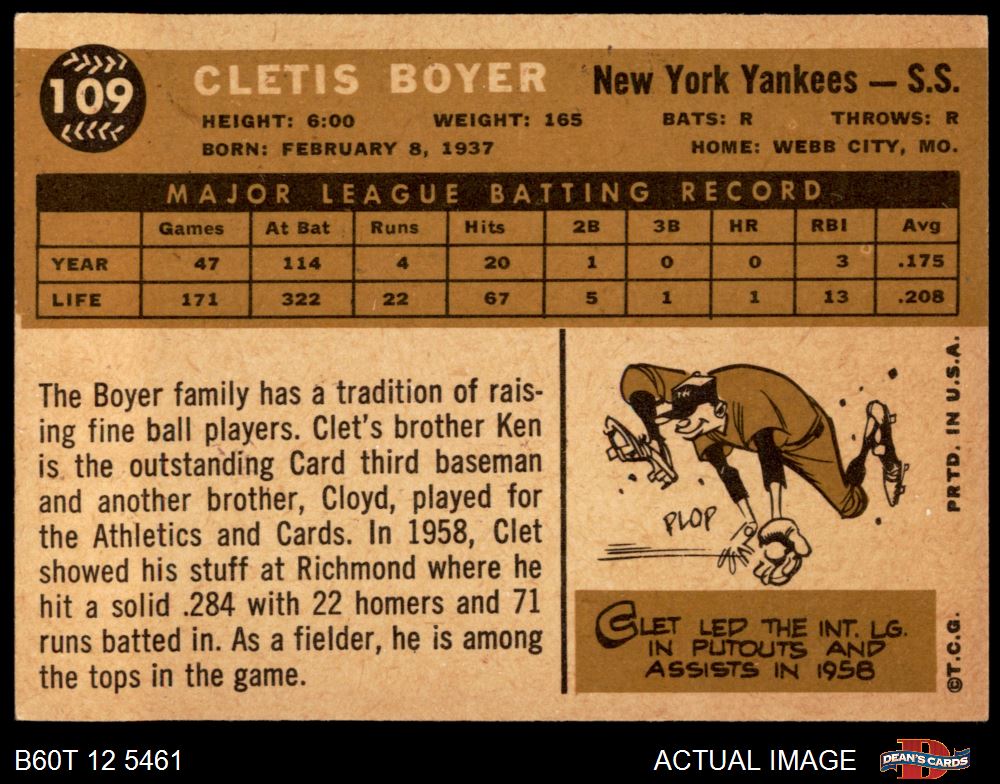 109
CLETIS BOYER New York Yankees — S.S.
HEIGHT: 6:00 WEIGHT: 165 BATS: R THROWS: R
BORN: FEBRUARY 8, 1937 HOME: WEBB CITY, MO.
MAJOR LEAGUE BATTING RECORD
Games At Bat Runs Hits 2B 3B HR RBI Avg
YEAR 47 114 4 20 1 0 0 3 .175
LIFE 171 322 22 67 5 1 1 13 .208
The Boyer family has a tradition of rais-
ing fine ball players. Clet's brother Ken
is the outstanding Card third baseman
and another brother, Cloyd, played for
the Athletics and Cards. In 1958, Clet
showed his stuff at Richmond where he
hit a solid .284 with 22 homers and 71
runs batted in. As a fielder, he is among
the tops in the game.
PLOP
CLET LED THE INT. LG.
IN PUTOUTS AND
ASSISTS IN 1958
©T.C.G. PRTD. IN U.S.A.
B60T 12 5461 ACTUAL IMAGE
D
DEAN'S CARDS